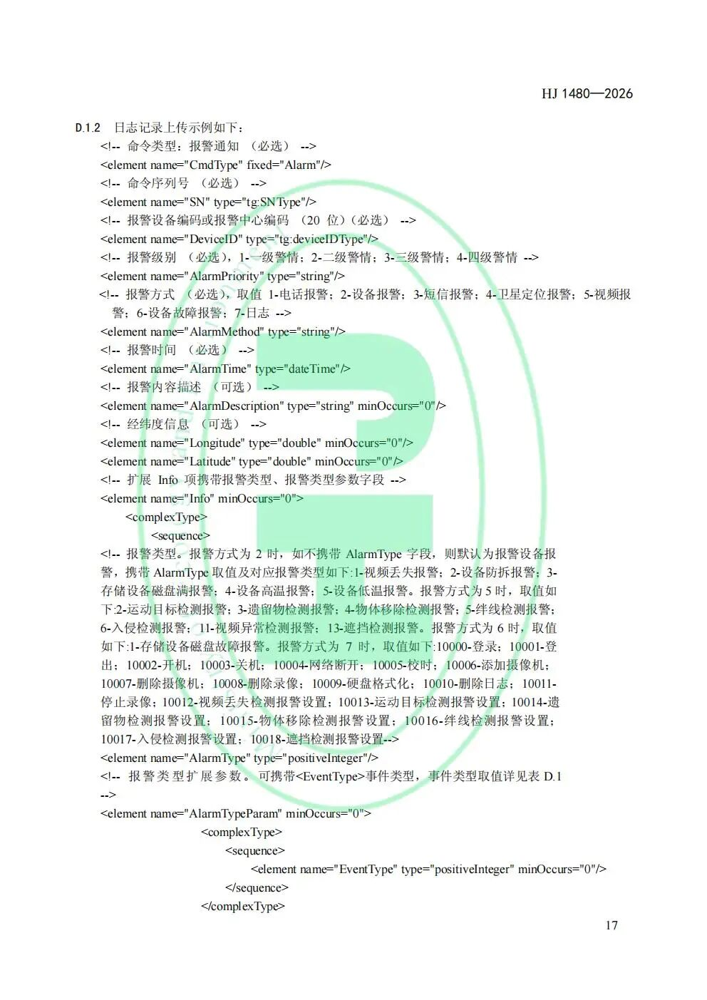 HJ 1480—2026
D.1.2 日志记录上传示例如下：
<!-- 命令类型：报警通知 （必选） -->
<element name="CmdType" fixed="Alarm"/>
<!-- 命令序列号 （必选） -->
<element name="SN" type="tg:SNType"/>
<!-- 报警设备编码或报警中心编码 （20 位）（必选） -->
<element name="DeviceID" type="tg:deviceIDType"/>
<!-- 报警级别 （必选），1-一级警情；2-二级警情；3-三级警情；4-四级警情 -->
<element name="AlarmPriority" type="string"/>
<!-- 报警方式 （必选），取值 1-电话报警；2-设备报警；3-短信报警；4-卫星定位报警；5-视频报
警；6-设备故障报警；7-日志 -->
<element name="AlarmMethod" type="string"/>
<!-- 报警时间 （必选） -->
<element name="AlarmTime" type="dateTime"/>
<!-- 报警内容描述 （可选） -->
<element name="AlarmDescription" type="string" minOccurs="0"/>
<!-- 经纬度信息 （可选） -->
<element name="Longitude" type="double" minOccurs="0"/>
<element name="Latitude" type="double" minOccurs="0"/>
<!-- 扩展 Info 项携带报警类型、报警类型参数字段 -->
<element name="Info" minOccurs="0">
<complexType>
<sequence>
<!-- 报警类型。报警方式为 2 时，如不携带 AlarmType 字段，则默认为报警设备报
警，携带 AlarmType 取值及对应报警类型如下:1-视频丢失报警；2-设备防拆报警；3-
存储设备磁盘满报警；4-设备高温报警；5-设备低温报警。报警方式为 5 时，取值如
下:2-运动目标检测报警；3-遗留物检测报警；4-物体移除检测报警；5-绊线检测报警；
6-入侵检测报警；11-视频异常检测报警；13-遮挡检测报警。报警方式为 6 时，取值
如下:1-存储设备磁盘故障报警。报警方式为 7 时，取值如下:10000-登录；10001-登
出；10002-开机；10003-关机；10004-网络断开；10005-校时；10006-添加摄像机；
10007-删除摄像机；10008-删除录像；10009-硬盘格式化；10010-删除日志；10011-
停止录像；10012-视频丢失检测报警设置；10013-运动目标检测报警设置；10014-遗
留物检测报警设置；10015-物体移除检测报警设置；10016-绊线检测报警设置；
10017-入侵检测报警设置；10018-遮挡检测报警设置-->
<element name="AlarmType" type="positiveInteger"/>
<!-- 报警类型扩展参数。可携带<EventType>事件类型，事件类型取值详见表 D.1
-->
<element name="AlarmTypeParam" minOccurs="0">
<complexType>
<sequence>
<element name="EventType" type="positiveInteger" minOccurs="0"/>
</sequence>
</complexType>
17